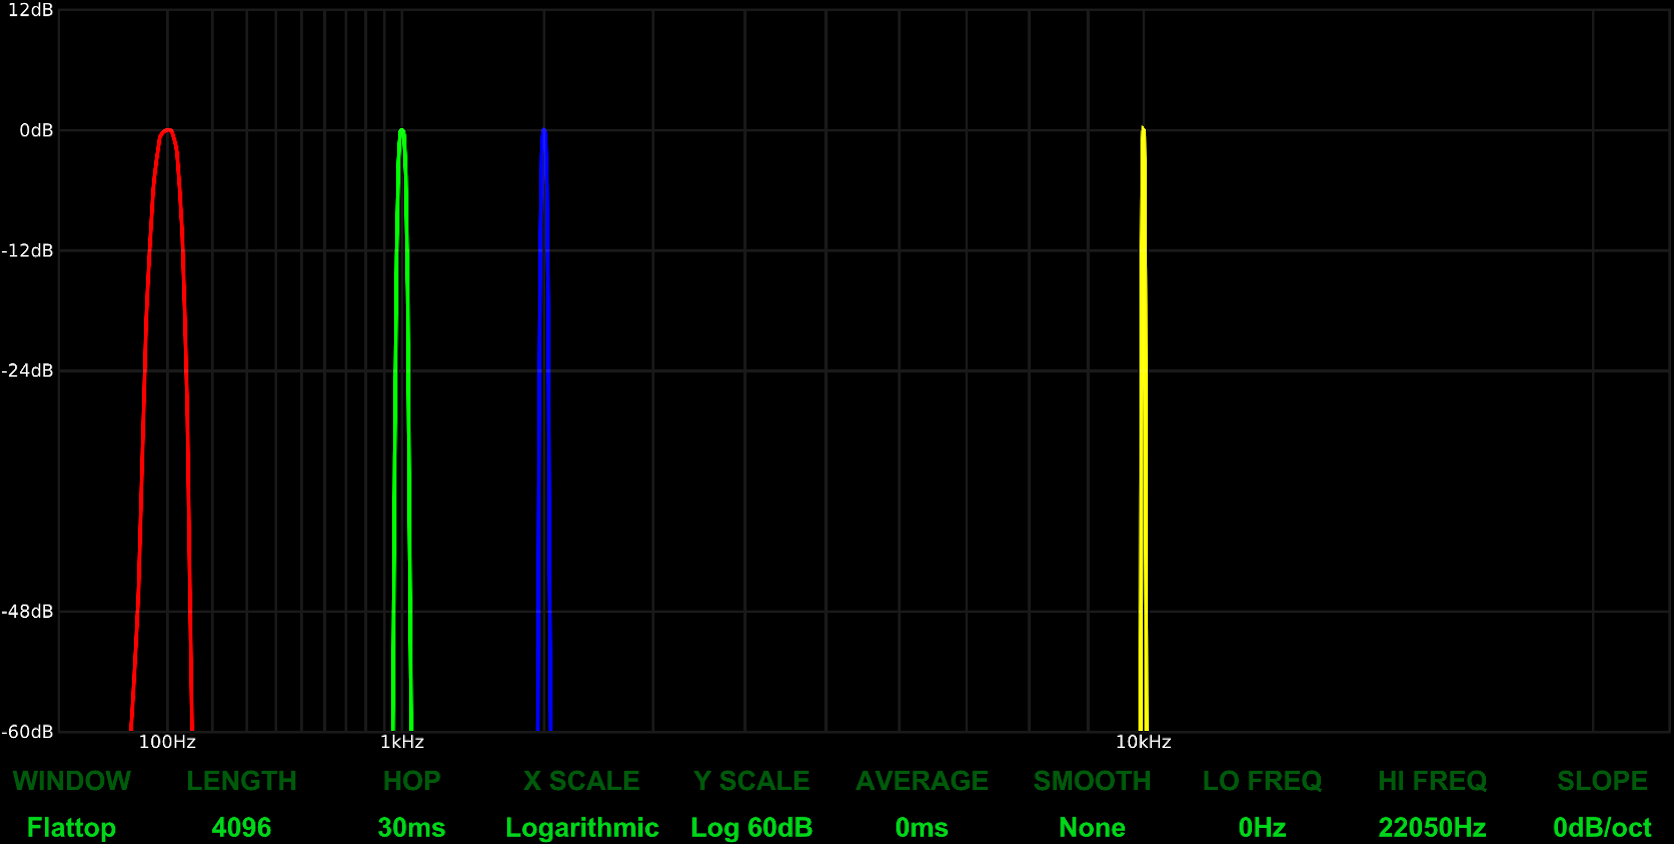 12dB
0dB
-12dB
-24dB
-48dB
-60dB
100Hz 1kHz 10kHz
WINDOW LENGTH HOP X SCALE Y SCALE AVERAGE SMOOTH LO FREQ HI FREQ SLOPE
Flattop 4096 30ms Logarithmic Log 60dB 0ms None 0Hz 22050Hz 0dB/oct